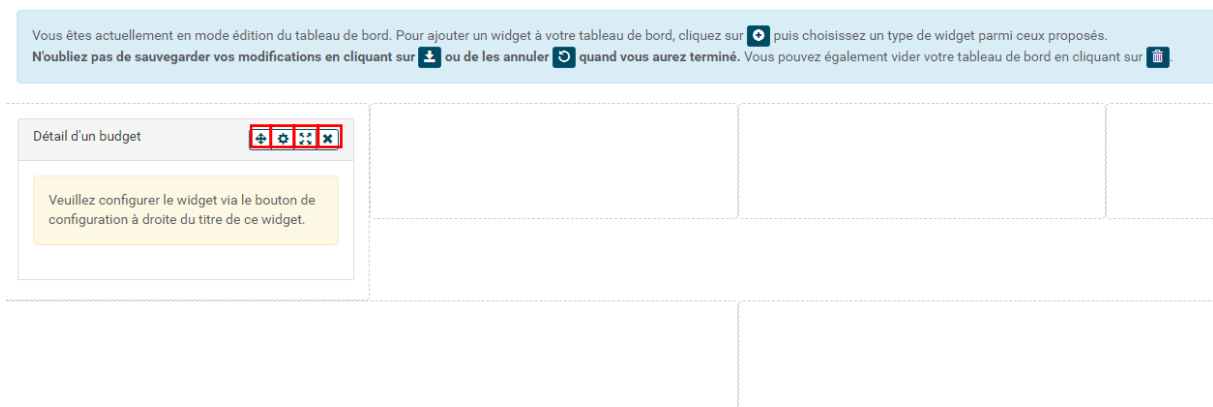 Vous êtes actuellement en mode édition du tableau de bord. Pour ajouter un widget à votre tableau de bord, cliquez sur puis choisissez un type de widget parmi ceux proposés.
N'oubliez pas de sauvegarder vos modifications en cliquant sur ou de les annuler quand vous aurez terminé. Vous pouvez également vider votre tableau de bord en cliquant sur .
Détail d'un budget
Veuillez configurer le widget via le bouton de
configuration à droite du titre de ce widget.